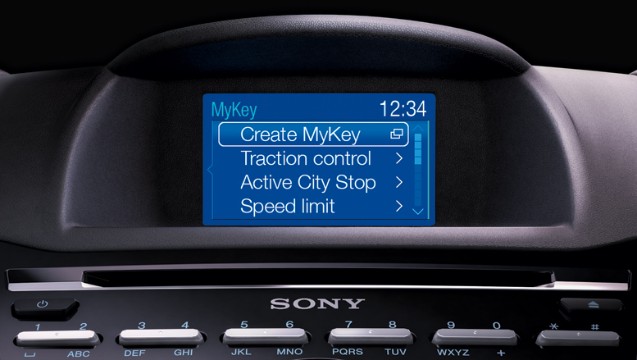 MyKey 12:34
Create MyKey
Traction control
Active City Stop
Speed limit
SONY
1 2 3 4 5 6 7 8 9 0 * #
ABC DEF GHI JKL MNO PQRS TUV WXYZ +